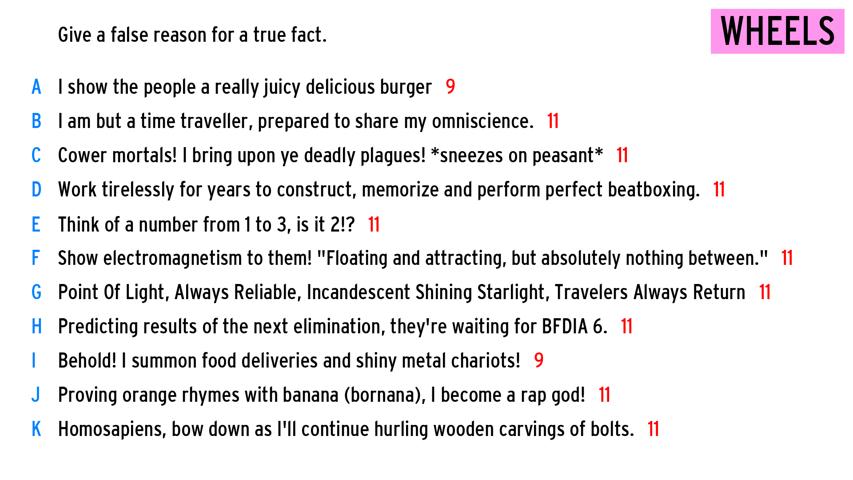 Give a false reason for a true fact.
WHEELS
A I show the people a really juicy delicious burger 9
B I am but a time traveller, prepared to share my omniscience. 11
C Cower mortals! I bring upon ye deadly plagues! *sneezes on peasant* 11
D Work tirelessly for years to construct, memorize and perform perfect beatboxing. 11
E Think of a number from 1 to 3, is it 2!? 11
F Show electromagnetism to them! "Floating and attracting, but absolutely nothing between." 11
G Point Of Light, Always Reliable, Incandescent Shining Starlight, Travelers Always Return 11
H Predicting results of the next elimination, they're waiting for BFDIA 6. 11
I Behold! I summon food deliveries and shiny metal chariots! 9
J Proving orange rhymes with banana (bornana), I become a rap god! 11
K Homosapiens, bow down as I'll continue hurling wooden carvings of bolts. 11